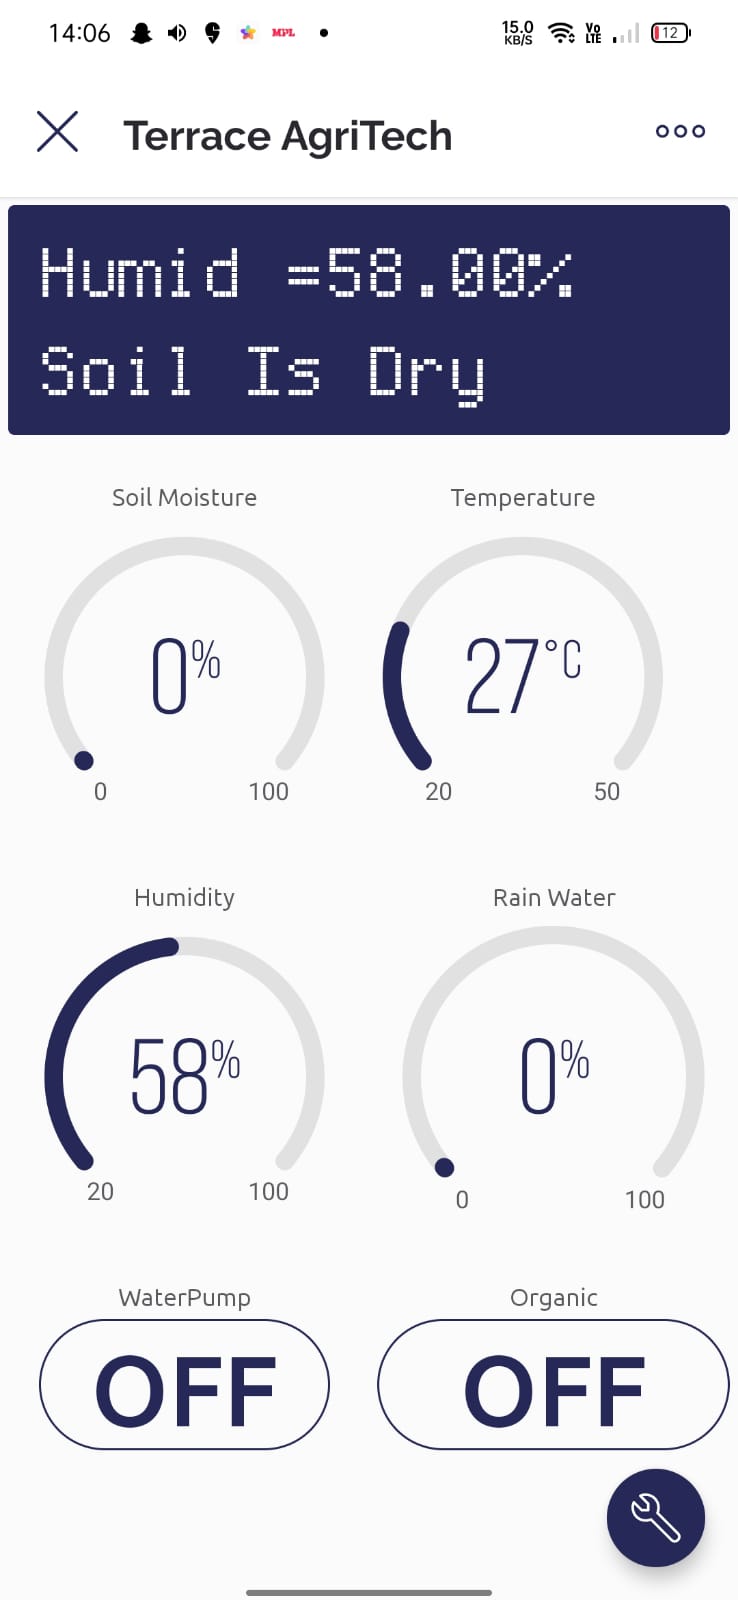 14:06 MPL 15.0 KB/S Vo LTE 12
Terrace AgriTech
Humid =58.00%
Soil Is Dry
Soil Moisture Temperature
0% 27°C
0 100 20 50
Humidity Rain Water
58% 0%
20 100 0 100
WaterPump Organic
OFF OFF